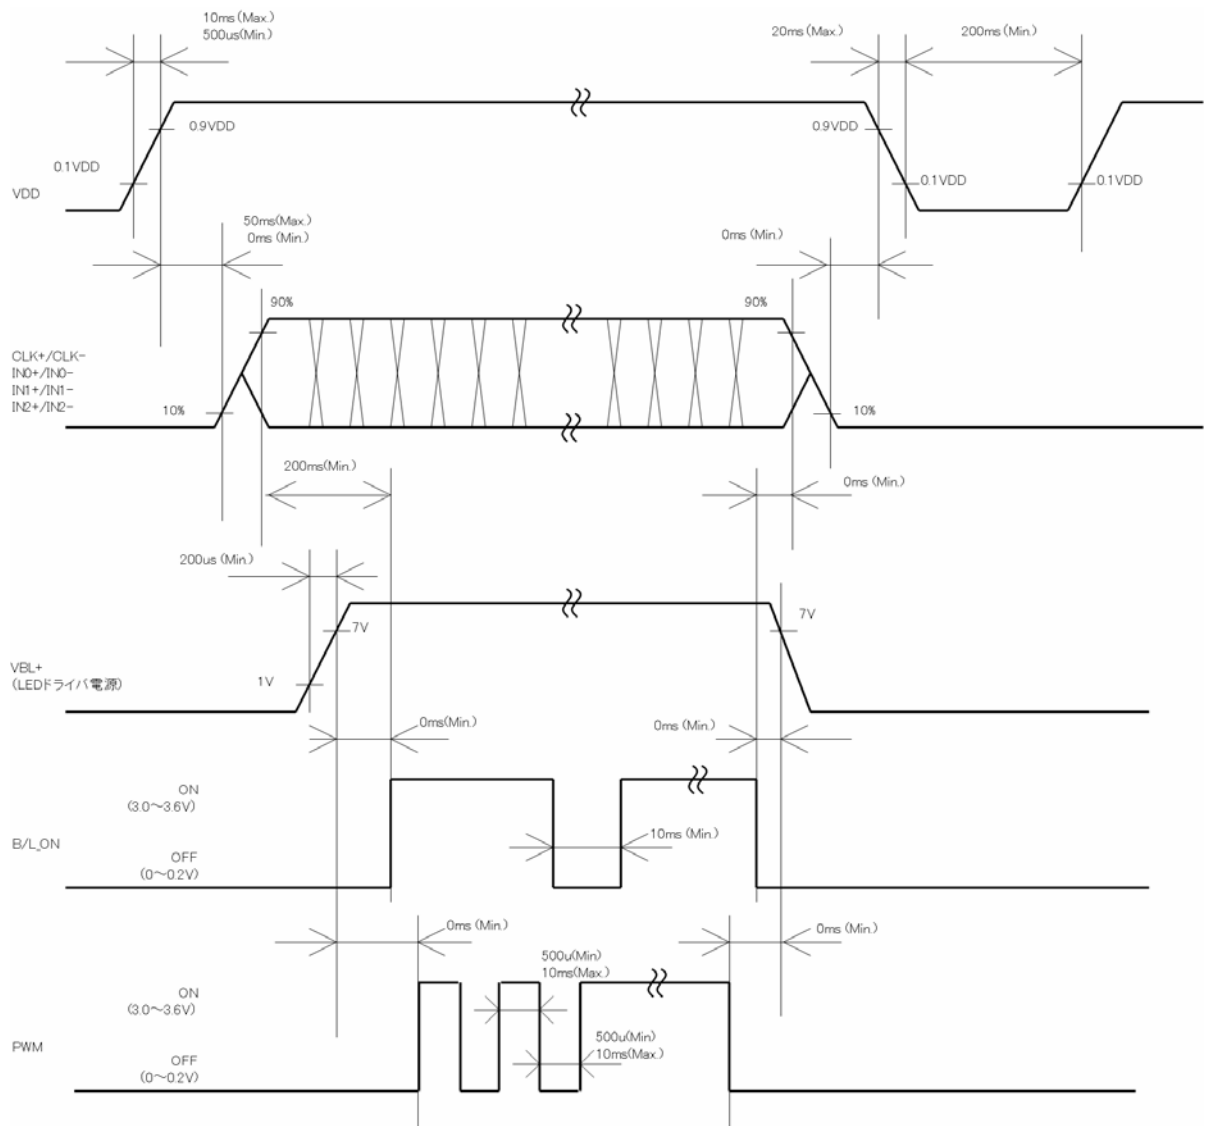 10ms (Max.)
500us(Min.)
20ms (Max.)
200ms (Min.)
0.9VDD
0.9VDD
0.1VDD
0.1VDD
0.1VDD
VDD
50ms(Max.)
0ms (Min.)
0ms (Min.)
90%
90%
CLK+/CLK-
IN0+/IN0-
IN1+/IN1-
IN2+/IN2-
10%
10%
200ms(Min.)
0ms (Min.)
200us (Min.)
7V
7V
VBL+
(LEDドライバ電源)
1V
0ms(Min.)
0ms (Min.)
ON
(3.0～3.6V)
B/L_ON
10ms (Min.)
OFF
(0～0.2V)
0ms (Min.)
0ms (Min.)
500u(Min)
10ms(Max.)
ON
(3.0～3.6V)
500u(Min)
10ms(Max.)
PWM
OFF
(0～0.2V)